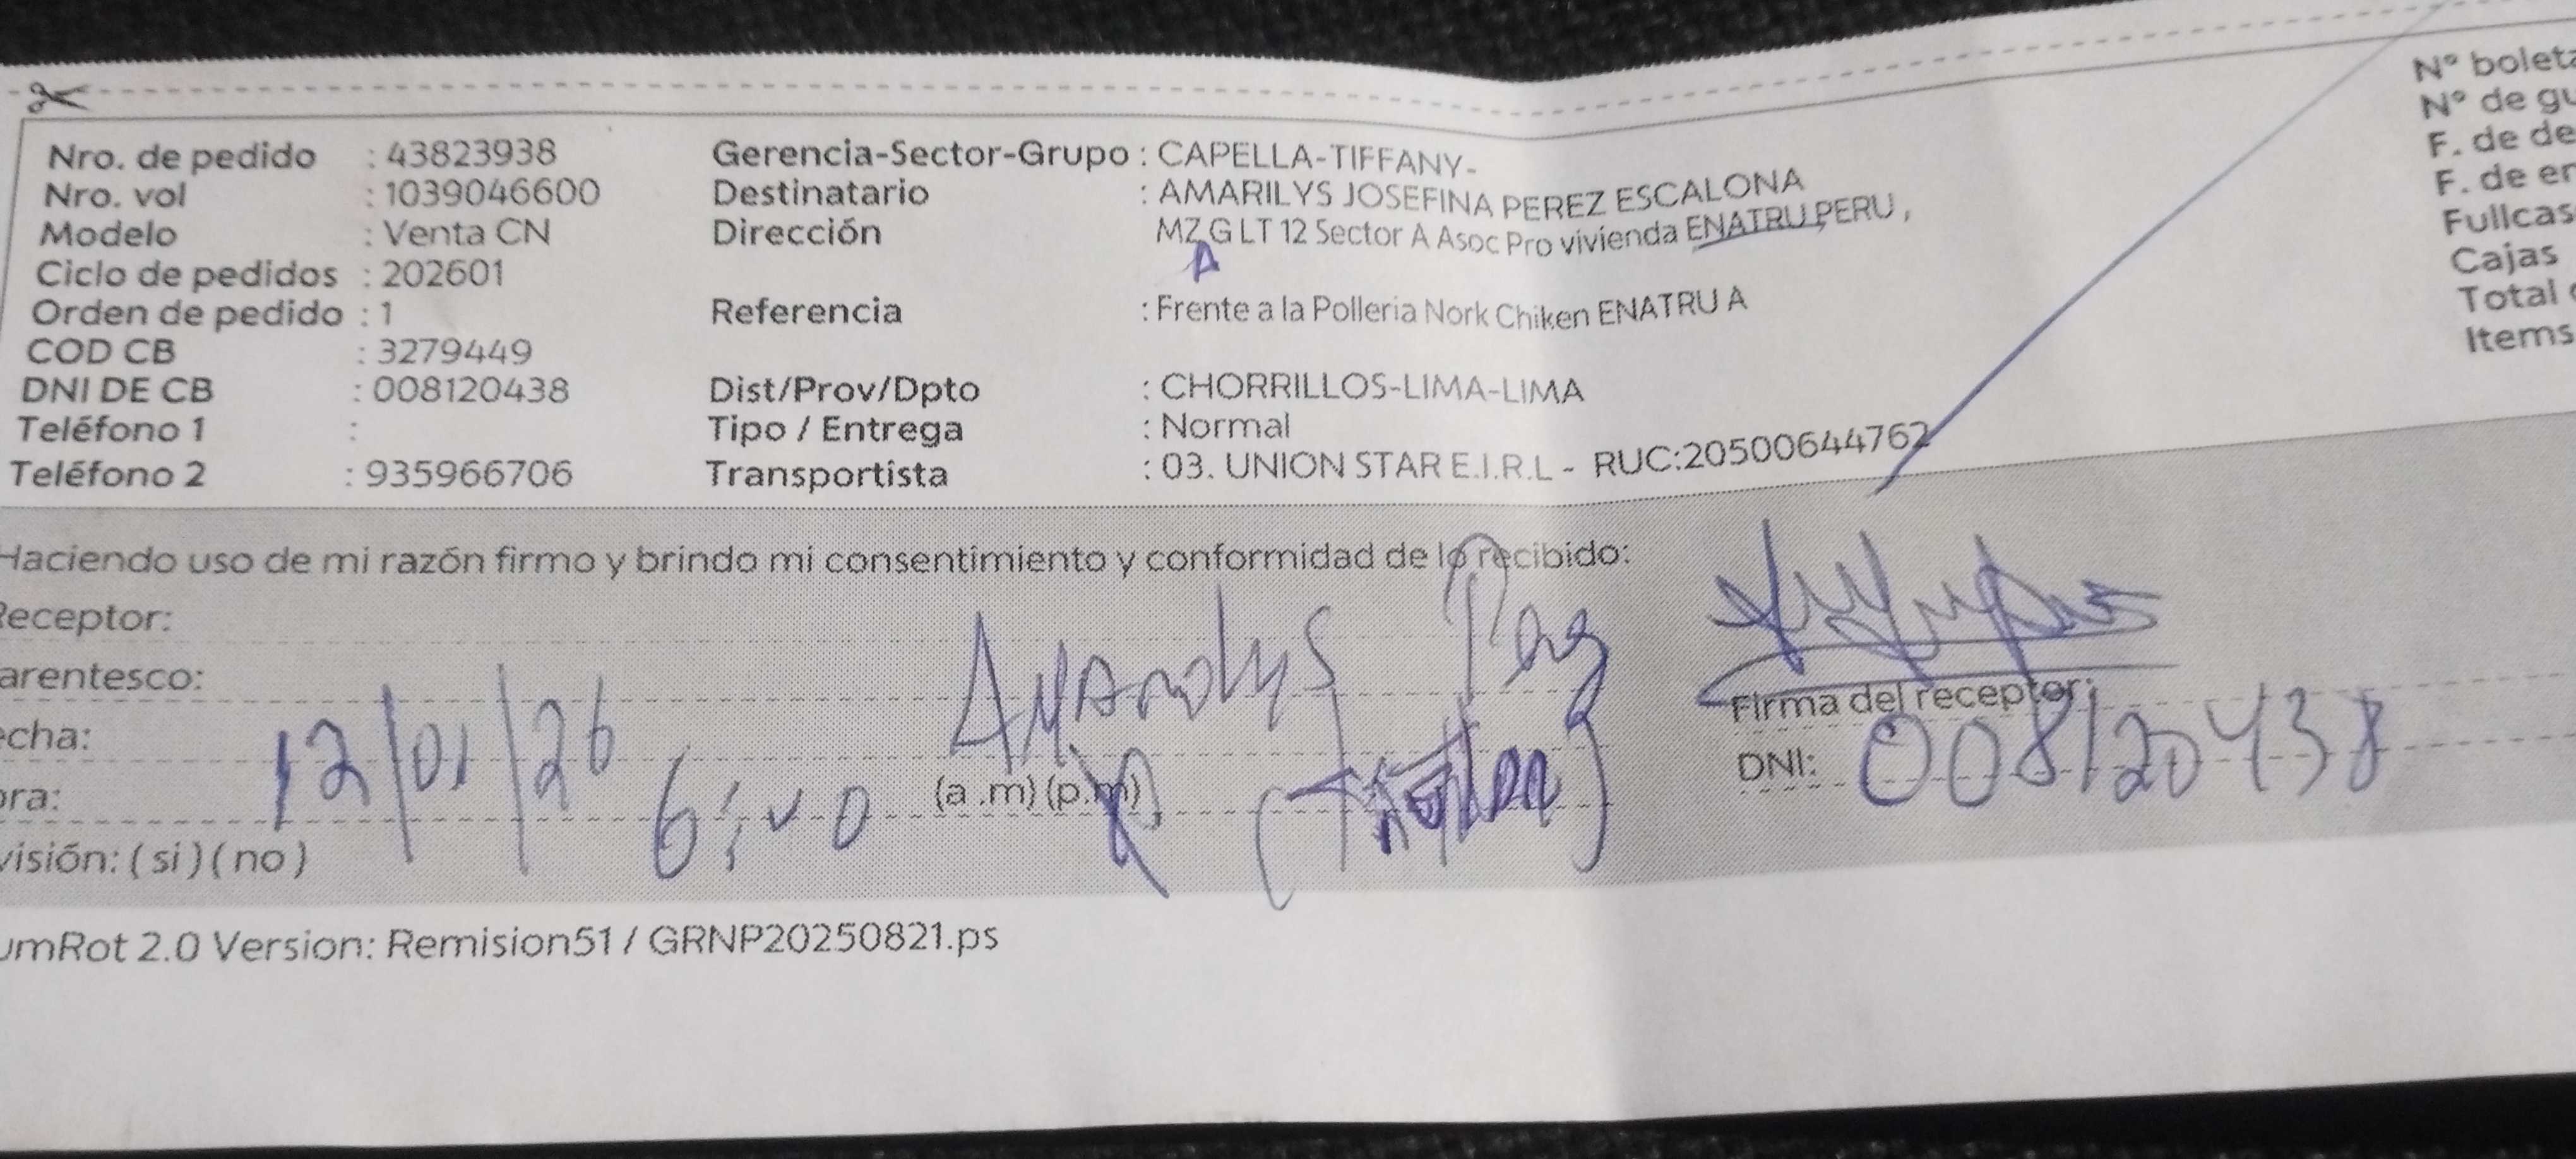 Nro. de pedido : 43823938 Gerencia-Sector-Grupo : CAPELLA-TIFFANY- N° boleta
Nro. vol : 1039046600 Destinatario : AMARILYS JOSEFINA PEREZ ESCALONA N° de gu
Modelo : Venta CN Dirección MZ G LT 12 Sector A Asoc Pro vivienda ENATRU PERU , F. de de
A
Ciclo de pedidos : 202601 F. de en
Orden de pedido : 1 Referencia : Frente a la Polleria Nork Chiken ENATRU A Fullcas
COD CB : 3279449 Cajas
DNI DE CB : 008120438 Dist/Prov/Dpto : CHORRILLOS-LIMA-LIMA Total
Teléfono 1 : Tipo / Entrega : Normal Items
Teléfono 2 : 935966706 Transportista : 03. UNION STAR E.I.R.L - RUC:20500644762
Haciendo uso de mi razón firmo y brindo mi consentimiento y conformidad de lo recibido:
Receptor:
arentesco:
Firma del receptor:
echa: 12/01/26
DNI: 008120438
ora: (a .m) (p.m)
visión: ( si ) ( no )
umRot 2.0 Version: Remision51 / GRNP20250821.ps